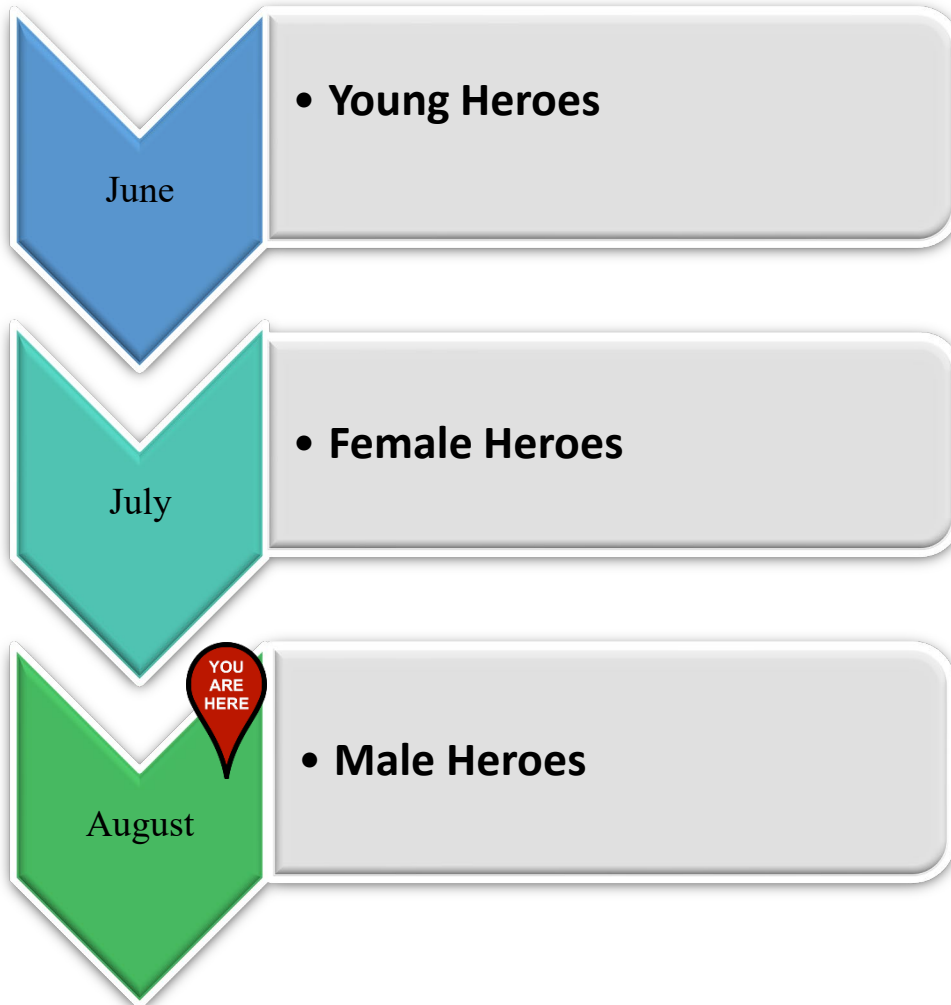 June
• Young Heroes
July
• Female Heroes
YOU
ARE
HERE
August
• Male Heroes